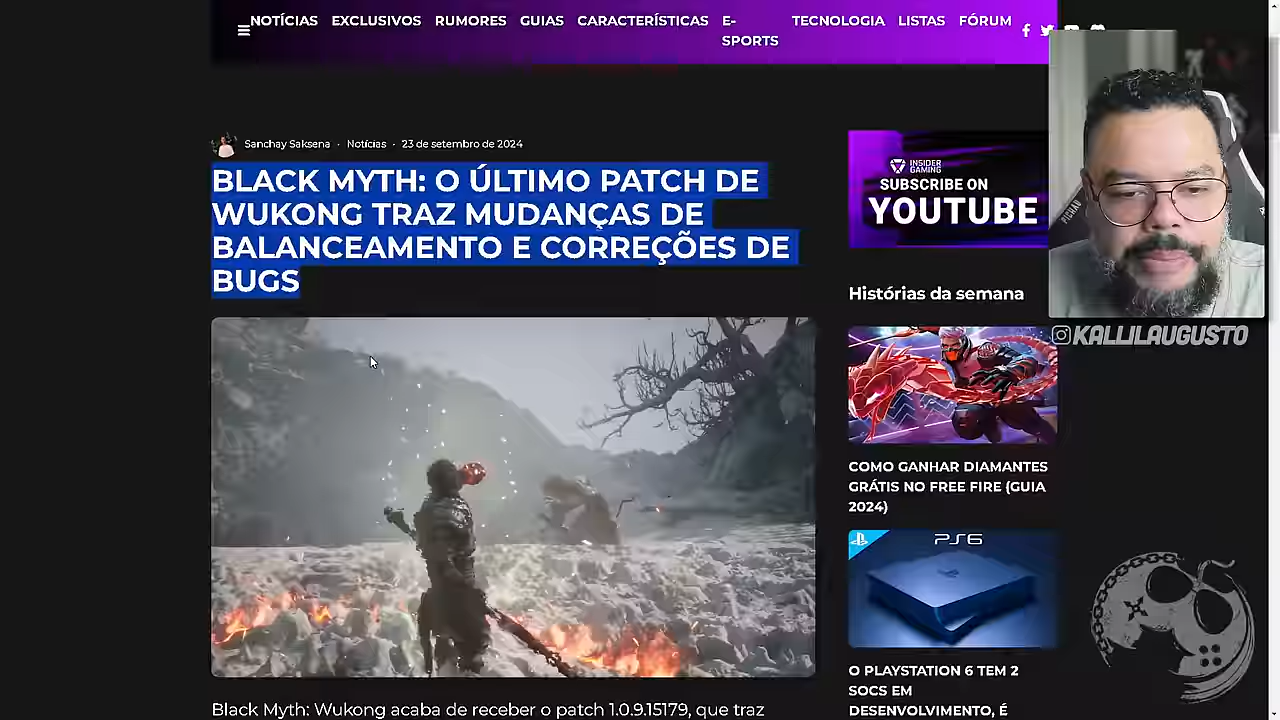 NOTÍCIAS EXCLUSIVOS RUMORES GUIAS CARACTERÍSTICAS E-SPORTS TECNOLOGIA LISTAS FÓRUM
Sanchay Saksena · Notícias · 23 de setembro de 2024
BLACK MYTH: O ÚLTIMO PATCH DE
WUKONG TRAZ MUDANÇAS DE
BALANCEAMENTO E CORREÇÕES DE
BUGS
Black Myth: Wukong acaba de receber o patch 1.0.9.15179, que traz
INSIDER
GAMING
SUBSCRIBE ON
YOUTUBE
PICHAU
KALLILAUGUSTO
Histórias da semana
COMO GANHAR DIAMANTES
GRÁTIS NO FREE FIRE (GUIA
2024)
PS6
O PLAYSTATION 6 TEM 2
SOCS EM
DESENVOLVIMENTO, É